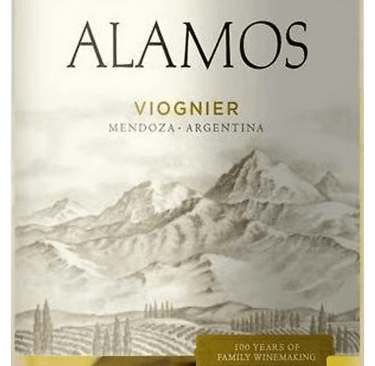 ALAMOS
VIOGNIER
MENDOZA · ARGENTINA
100 YEARS OF
FAMILY WINEMAKING